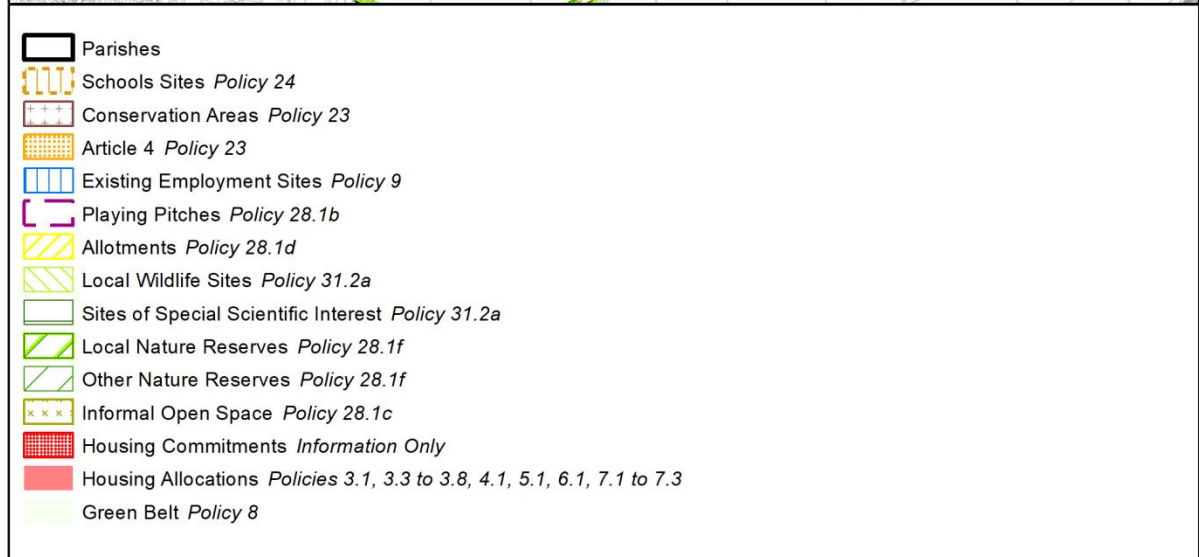 Parishes
Schools Sites Policy 24
Conservation Areas Policy 23
Article 4 Policy 23
Existing Employment Sites Policy 9
Playing Pitches Policy 28.1b
Allotments Policy 28.1d
Local Wildlife Sites Policy 31.2a
Sites of Special Scientific Interest Policy 31.2a
Local Nature Reserves Policy 28.1f
Other Nature Reserves Policy 28.1f
Informal Open Space Policy 28.1c
Housing Commitments Information Only
Housing Allocations Policies 3.1, 3.3 to 3.8, 4.1, 5.1, 6.1, 7.1 to 7.3
Green Belt Policy 8